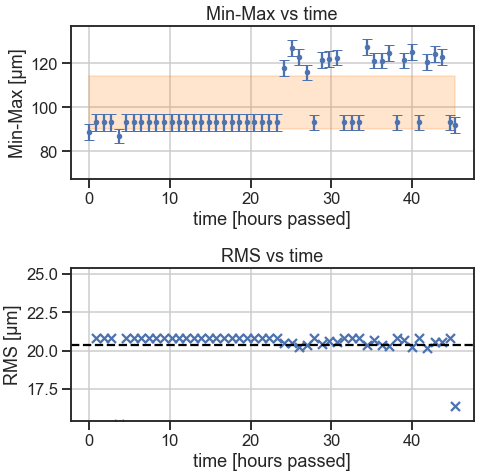 Min-Max vs time
Min-Max [μm]
120
100
80
0 10 20 30 40
time [hours passed]
RMS vs time
RMS [μm]
25.0
22.5
20.0
17.5
0 10 20 30 40
time [hours passed]